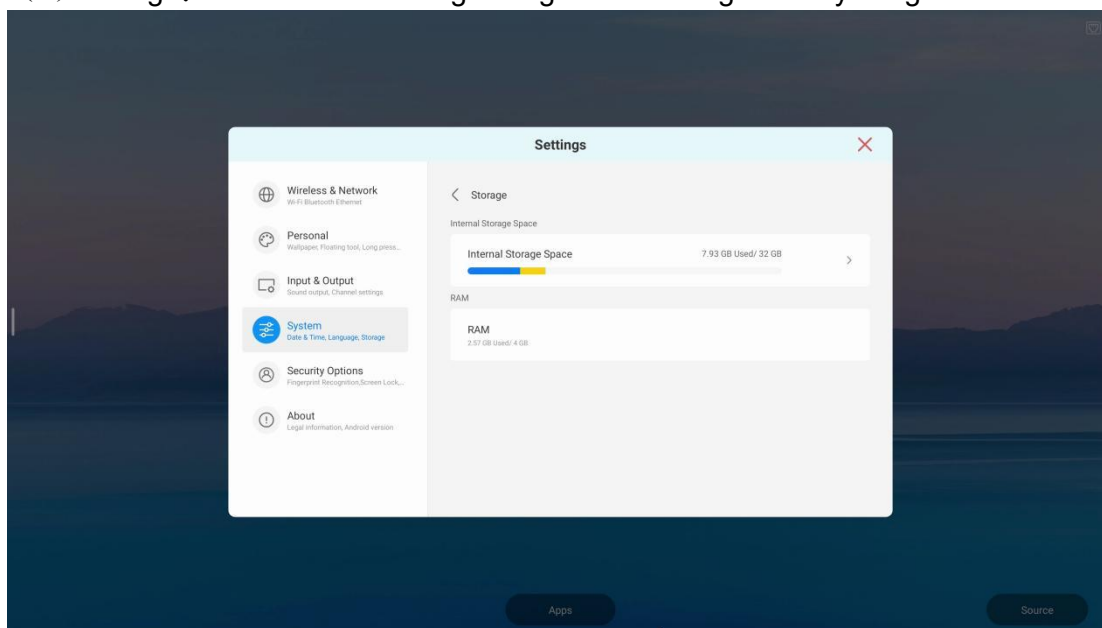 Settings
Wireless & Network
Wi-Fi Bluetooth Ethernet
Personal
Wallpaper, Floating tool, Long press...
Input & Output
Sound output, Channel settings
System
Date & Time, Language, Storage
Security Options
Fingerprint Recognition,Screen Lock,...
About
Legal information, Android version
Storage
Internal Storage Space
Internal Storage Space 7.93 GB Used/ 32 GB
RAM
RAM
2.57 GB Used/ 4 GB
Apps
Source